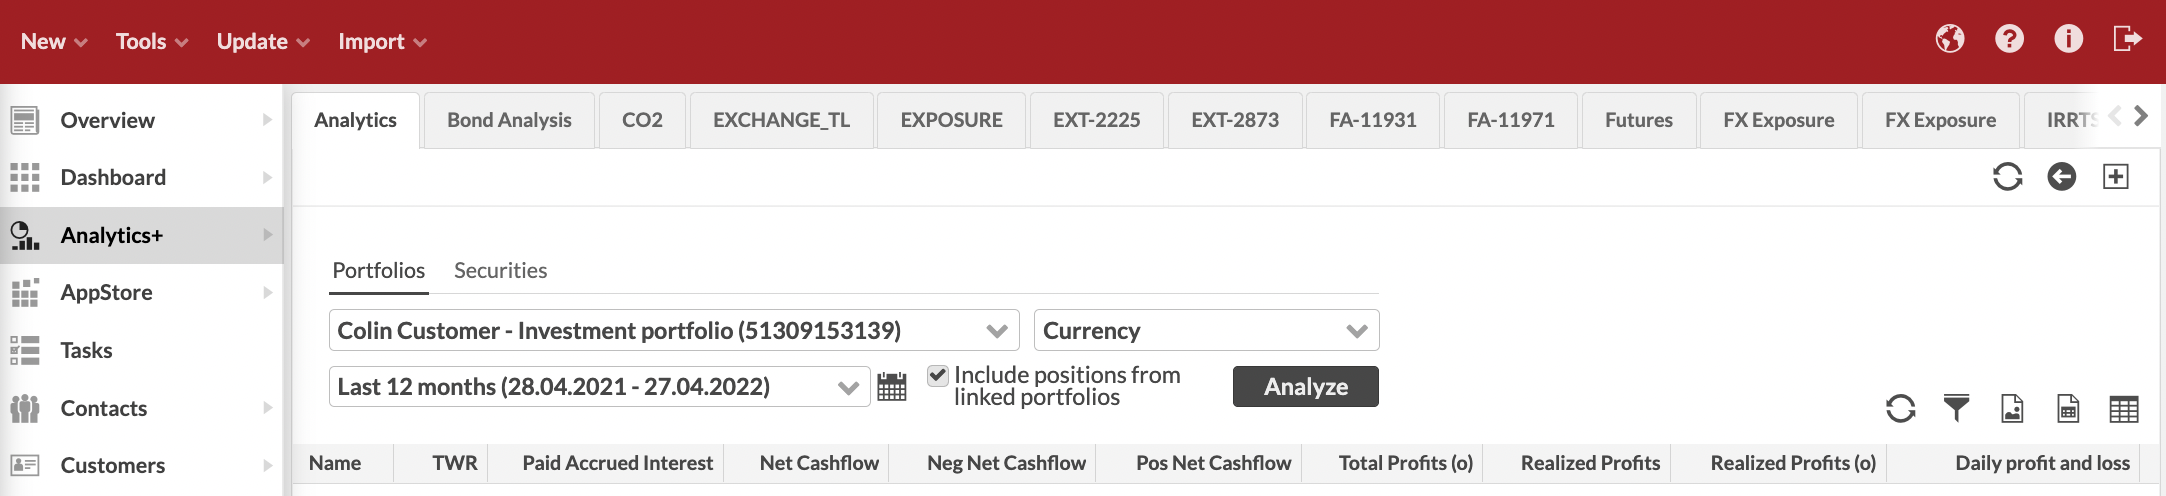 New Tools Update Import
Overview
Dashboard
Analytics+
AppStore
Tasks
Contacts
Customers
Analytics Bond Analysis CO2 EXCHANGE_TL EXPOSURE EXT-2225 EXT-2873 FA-11931 FA-11971 Futures FX Exposure FX Exposure IRRTS
Portfolios Securities
Colin Customer - Investment portfolio (51309153139) Currency
Last 12 months (28.04.2021 - 27.04.2022) Include positions from
linked portfolios
Analyze
Name TWR Paid Accrued Interest Net Cashflow Neg Net Cashflow Pos Net Cashflow Total Profits (o) Realized Profits Realized Profits (o) Daily profit and loss